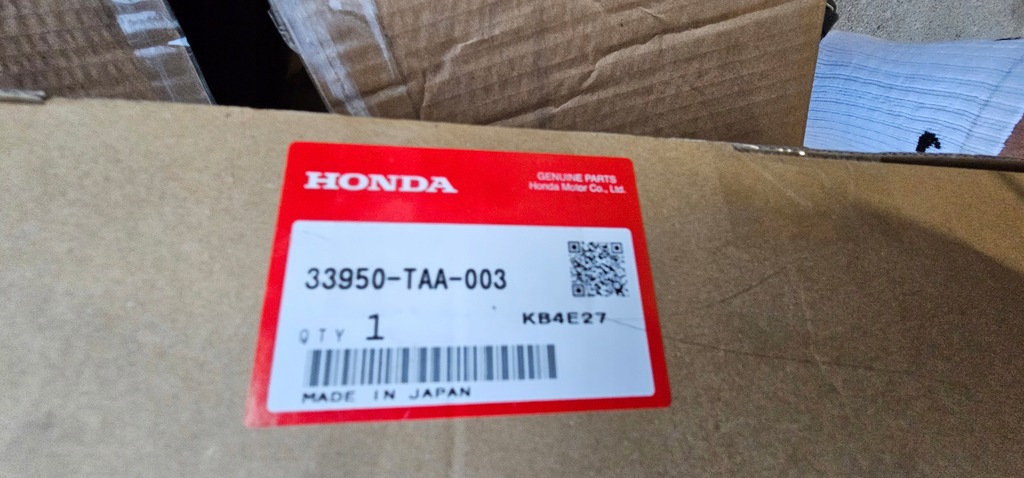 HONDA
GENUINE PARTS
Honda Motor Co., Ltd.
33950-TAA-003
KB4E27
QTY 1
MADE IN JAPAN